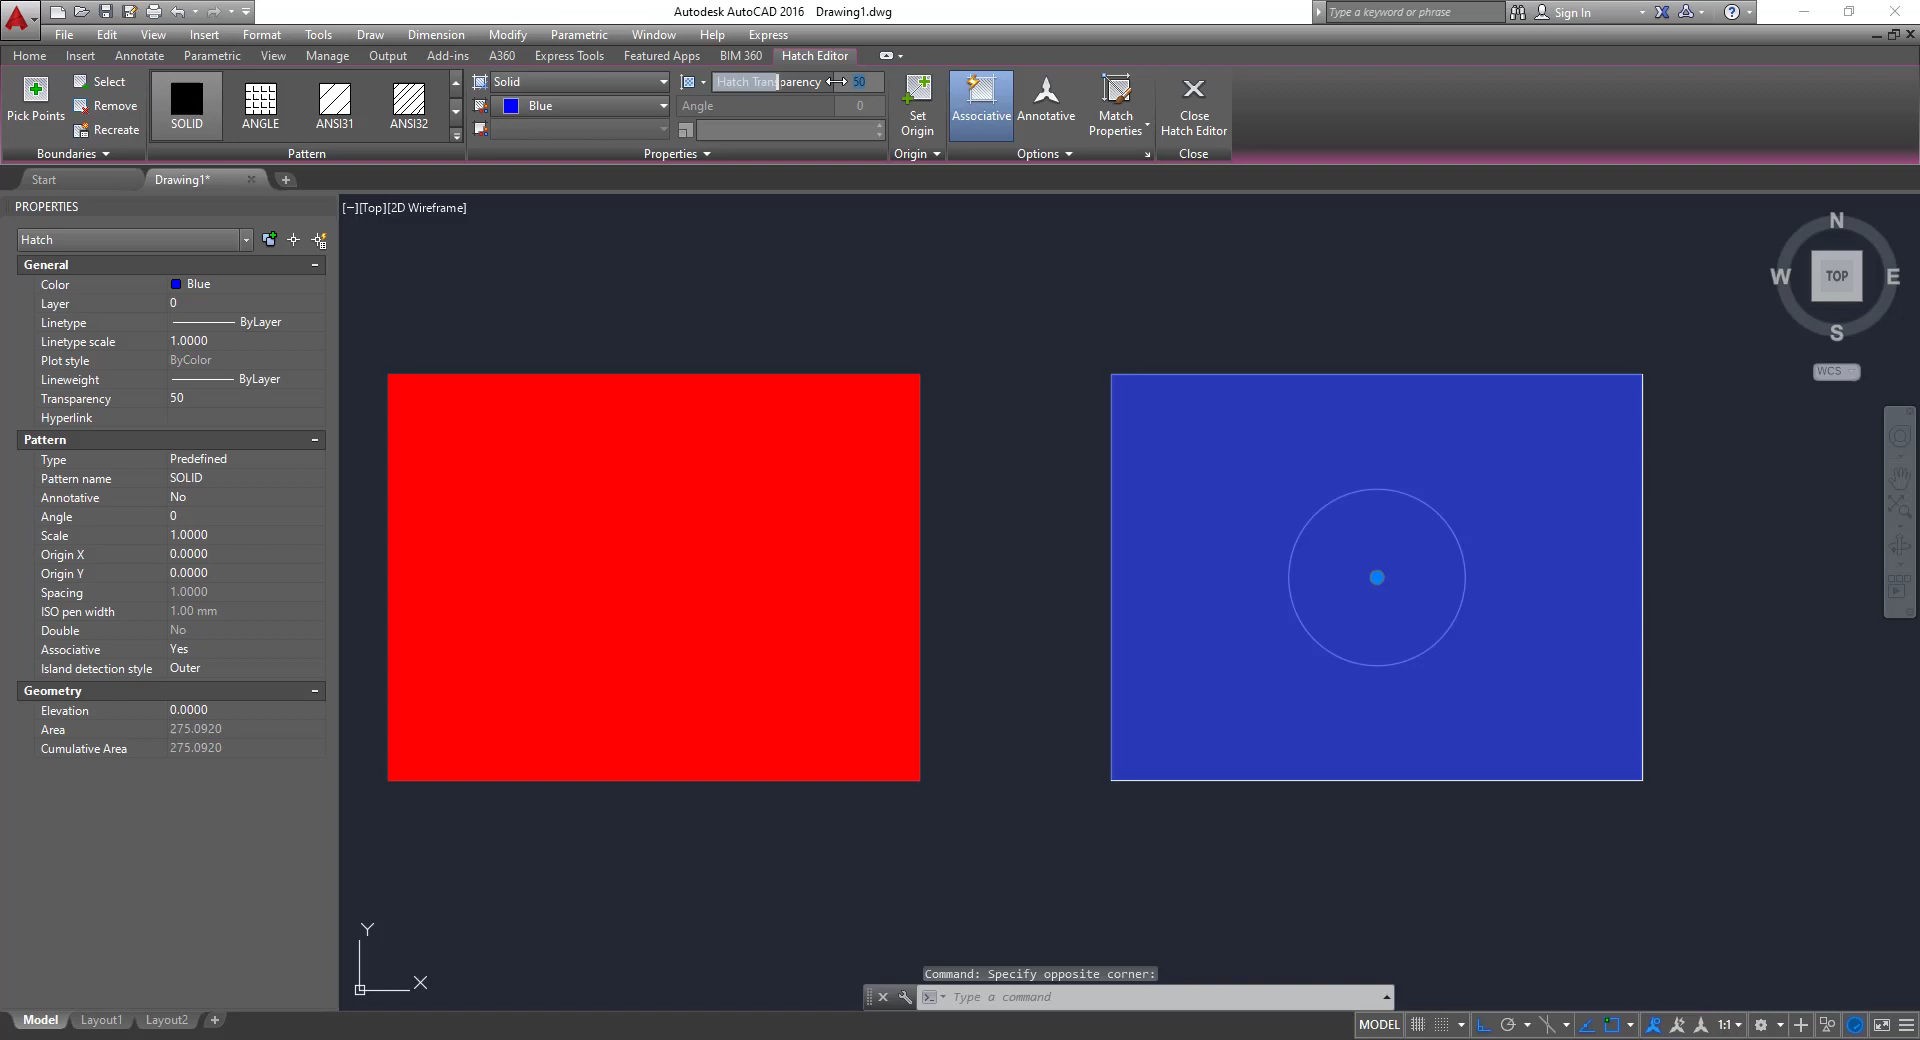 Autodesk AutoCAD 2016 Drawing1.dwg
Type a keyword or phrase
Sign In
File Edit View Insert Format Tools Draw Dimension Modify Parametric Window Help Express
Home Insert Annotate Parametric View Manage Output Add-ins A360 Express Tools Featured Apps BIM 360 Hatch Editor
Pick Points
Select
Remove
Recreate
Boundaries
SOLID
ANGLE
ANSI31
ANSI32
Pattern
Solid
Blue
Hatch Transparency 50
Angle 0
Properties
Set
Origin
Origin
Associative
Annotative
Match
Properties
Options
Close
Hatch Editor
Close
Start
Drawing1*
PROPERTIES
Hatch
General
Color Blue
Layer 0
Linetype ByLayer
Linetype scale 1.0000
Plot style ByColor
Lineweight ByLayer
Transparency 50
Hyperlink
Pattern
Type Predefined
Pattern name SOLID
Annotative No
Angle 0
Scale 1.0000
Origin X 0.0000
Origin Y 0.0000
Spacing 1.0000
ISO pen width 1.00 mm
Double No
Associative Yes
Island detection style Outer
Geometry
Elevation 0.0000
Area 275.0920
Cumulative Area 275.0920
[−][Top][2D Wireframe]
N
W TOP E
S
WCS
Y
X
Command: Specify opposite corner:
Type a command
Model Layout1 Layout2
MODEL
1:1